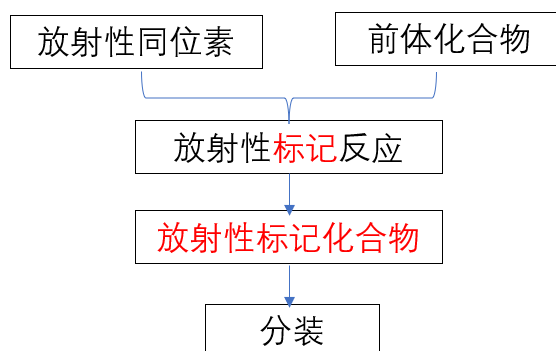 放射性同位素
前体化合物
放射性标记反应
放射性标记化合物
分装